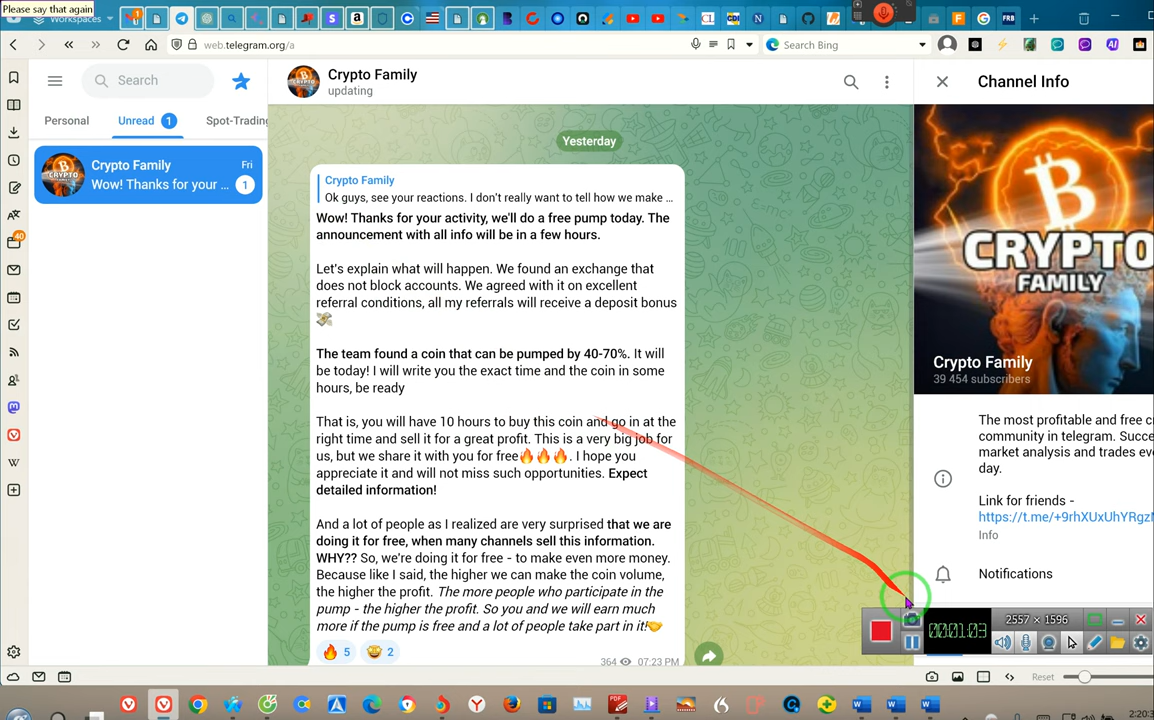 Please say that again
Workspaces
web.telegram.org/a
Search Bing
Search
Crypto Family
updating
Channel Info
Personal
Unread 1
Spot-Trading
Yesterday
Crypto Family
Fri
Wow! Thanks for your ...
1
Crypto Family
Ok guys, see your reactions. I don't really want to tell how we make ...
Wow! Thanks for your activity, we'll do a free pump today. The
announcement with all info will be in a few hours.
Let's explain what will happen. We found an exchange that
does not block accounts. We agreed with it on excellent
referral conditions, all my referrals will receive a deposit bonus
💸
The team found a coin that can be pumped by 40-70%. It will
be today! I will write you the exact time and the coin in some
hours, be ready
That is, you will have 10 hours to buy this coin and go in at the
right time and sell it for a great profit. This is a very big job for
us, but we share it with you for free🔥🔥🔥. I hope you
appreciate it and will not miss such opportunities. Expect
detailed information!
And a lot of people as I realized are very surprised that we are
doing it for free, when many channels sell this information.
WHY?? So, we're doing it for free - to make even more money.
Because like I said, the higher we can make the coin volume,
the higher the profit. The more people who participate in the
pump - the higher the profit. So you and we will earn much
more if the pump is free and a lot of people take part in it!🤝
🔥 5
🤩 2
364
07:23 PM
CRYPTO
FAMILY
Crypto Family
39 454 subscribers
The most profitable and free c
community in telegram. Succe
market analysis and trades eve
day.
Link for friends -
https://t.me/+9rhXUxUhYRgzN
Info
Notifications
2557 × 1596
00:01:03
40
Reset
2:20:3